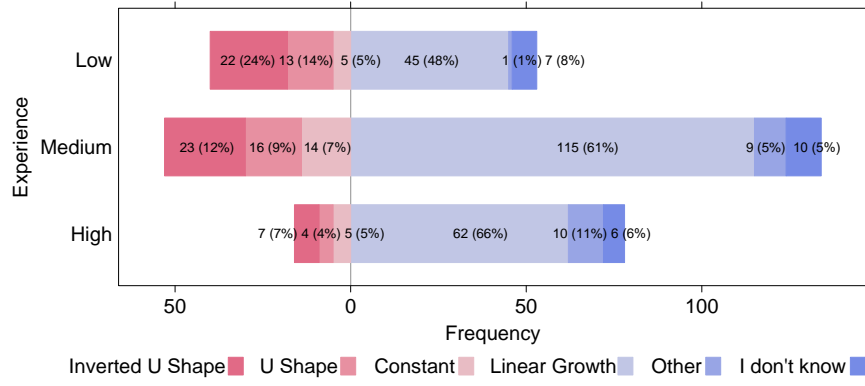 Low 22 (24%) 13 (14%) 5 (5%) 45 (48%) 1 (1%) 7 (8%)
Experience
Medium 23 (12%) 16 (9%) 14 (7%) 115 (61%) 9 (5%) 10 (5%)
High 7 (7%) 4 (4%) 5 (5%) 62 (66%) 10 (11%) 6 (6%)
50 0 50 100
Frequency
Inverted U Shape U Shape Constant Linear Growth Other I don't know